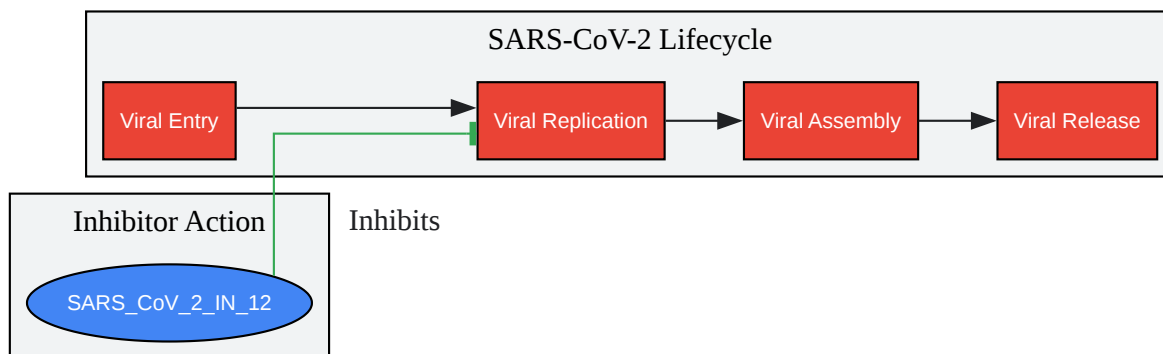 SARS-CoV-2 Lifecycle
Viral Entry
Viral Replication
Viral Assembly
Viral Release
Inhibitor Action
Inhibits
SARS_CoV_2_IN_12